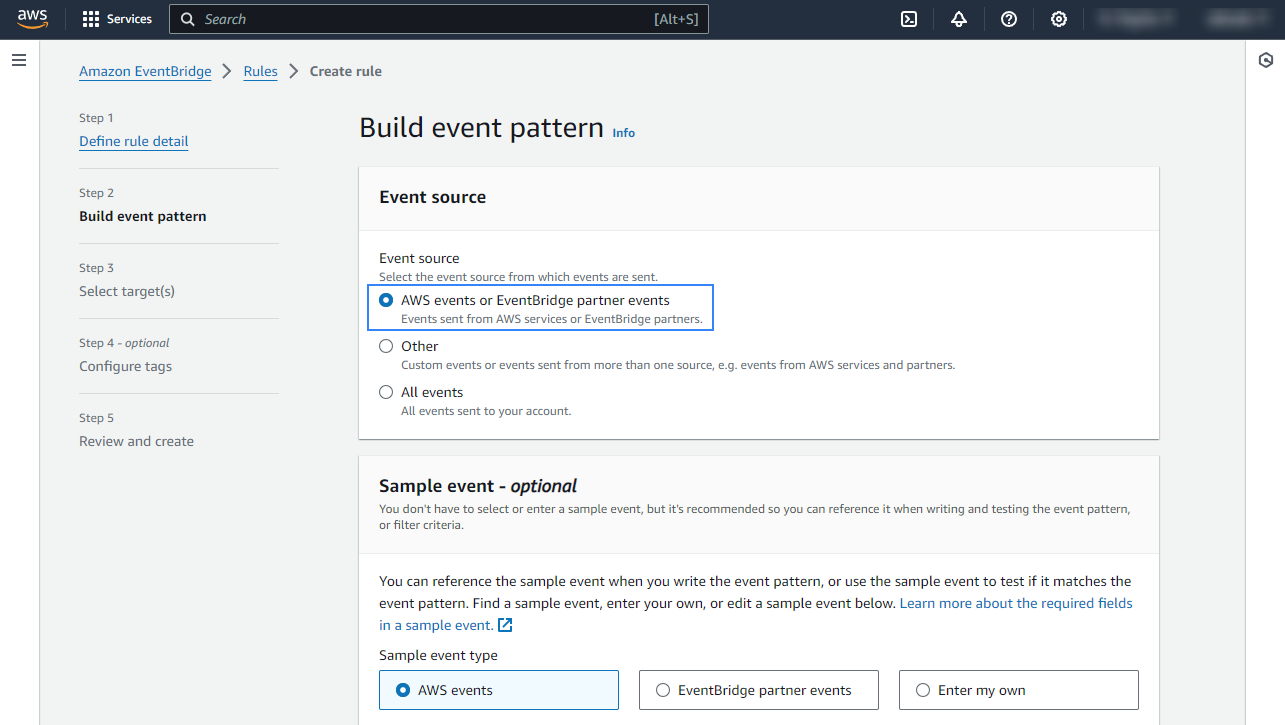 aws
Services
Search
[Alt+S]
Amazon EventBridge
Rules
Create rule
Step 1
Define rule detail
Step 2
Build event pattern
Step 3
Select target(s)
Step 4 - optional
Configure tags
Step 5
Review and create
Build event pattern Info
Event source
Event source
Select the event source from which events are sent.
AWS events or EventBridge partner events
Events sent from AWS services or EventBridge partners.
Other
Custom events or events sent from more than one source, e.g. events from AWS services and partners.
All events
All events sent to your account.
Sample event - optional
You don't have to select or enter a sample event, but it's recommended so you can reference it when writing and testing the event pattern,
or filter criteria.
You can reference the sample event when you write the event pattern, or use the sample event to test if it matches the
event pattern. Find a sample event, enter your own, or edit a sample event below. Learn more about the required fields
in a sample event.
Sample event type
AWS events
EventBridge partner events
Enter my own